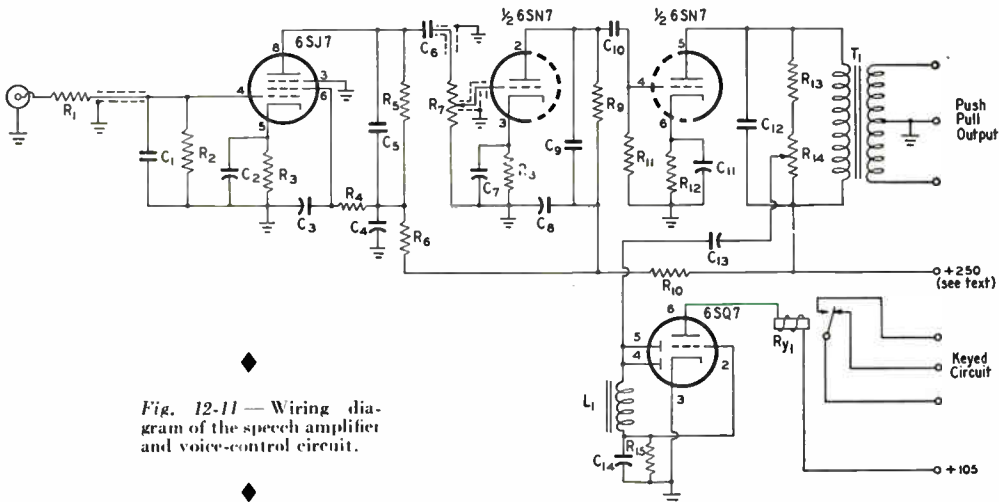 6SJ7
½ 6SN7
½ 6SN7
8
3
6
4
5
2
3
5
4
6
R1
C1
R2
C2
R3
C3
R4
C4
C5
R5
R6
C6
R7
C7
C8
C9
R9
C10
R11
R12
C11
C12
R13
R14
T1
Push
Pull
Output
C13
R10
+250
(see text)
6SQ7
6
5
4
2
3
L1
C14
R15
Ry1
Keyed
Circuit
+105
Fig. 12-11 — Wiring dia-
gram of the speech amplifier
and voice-control circuit.